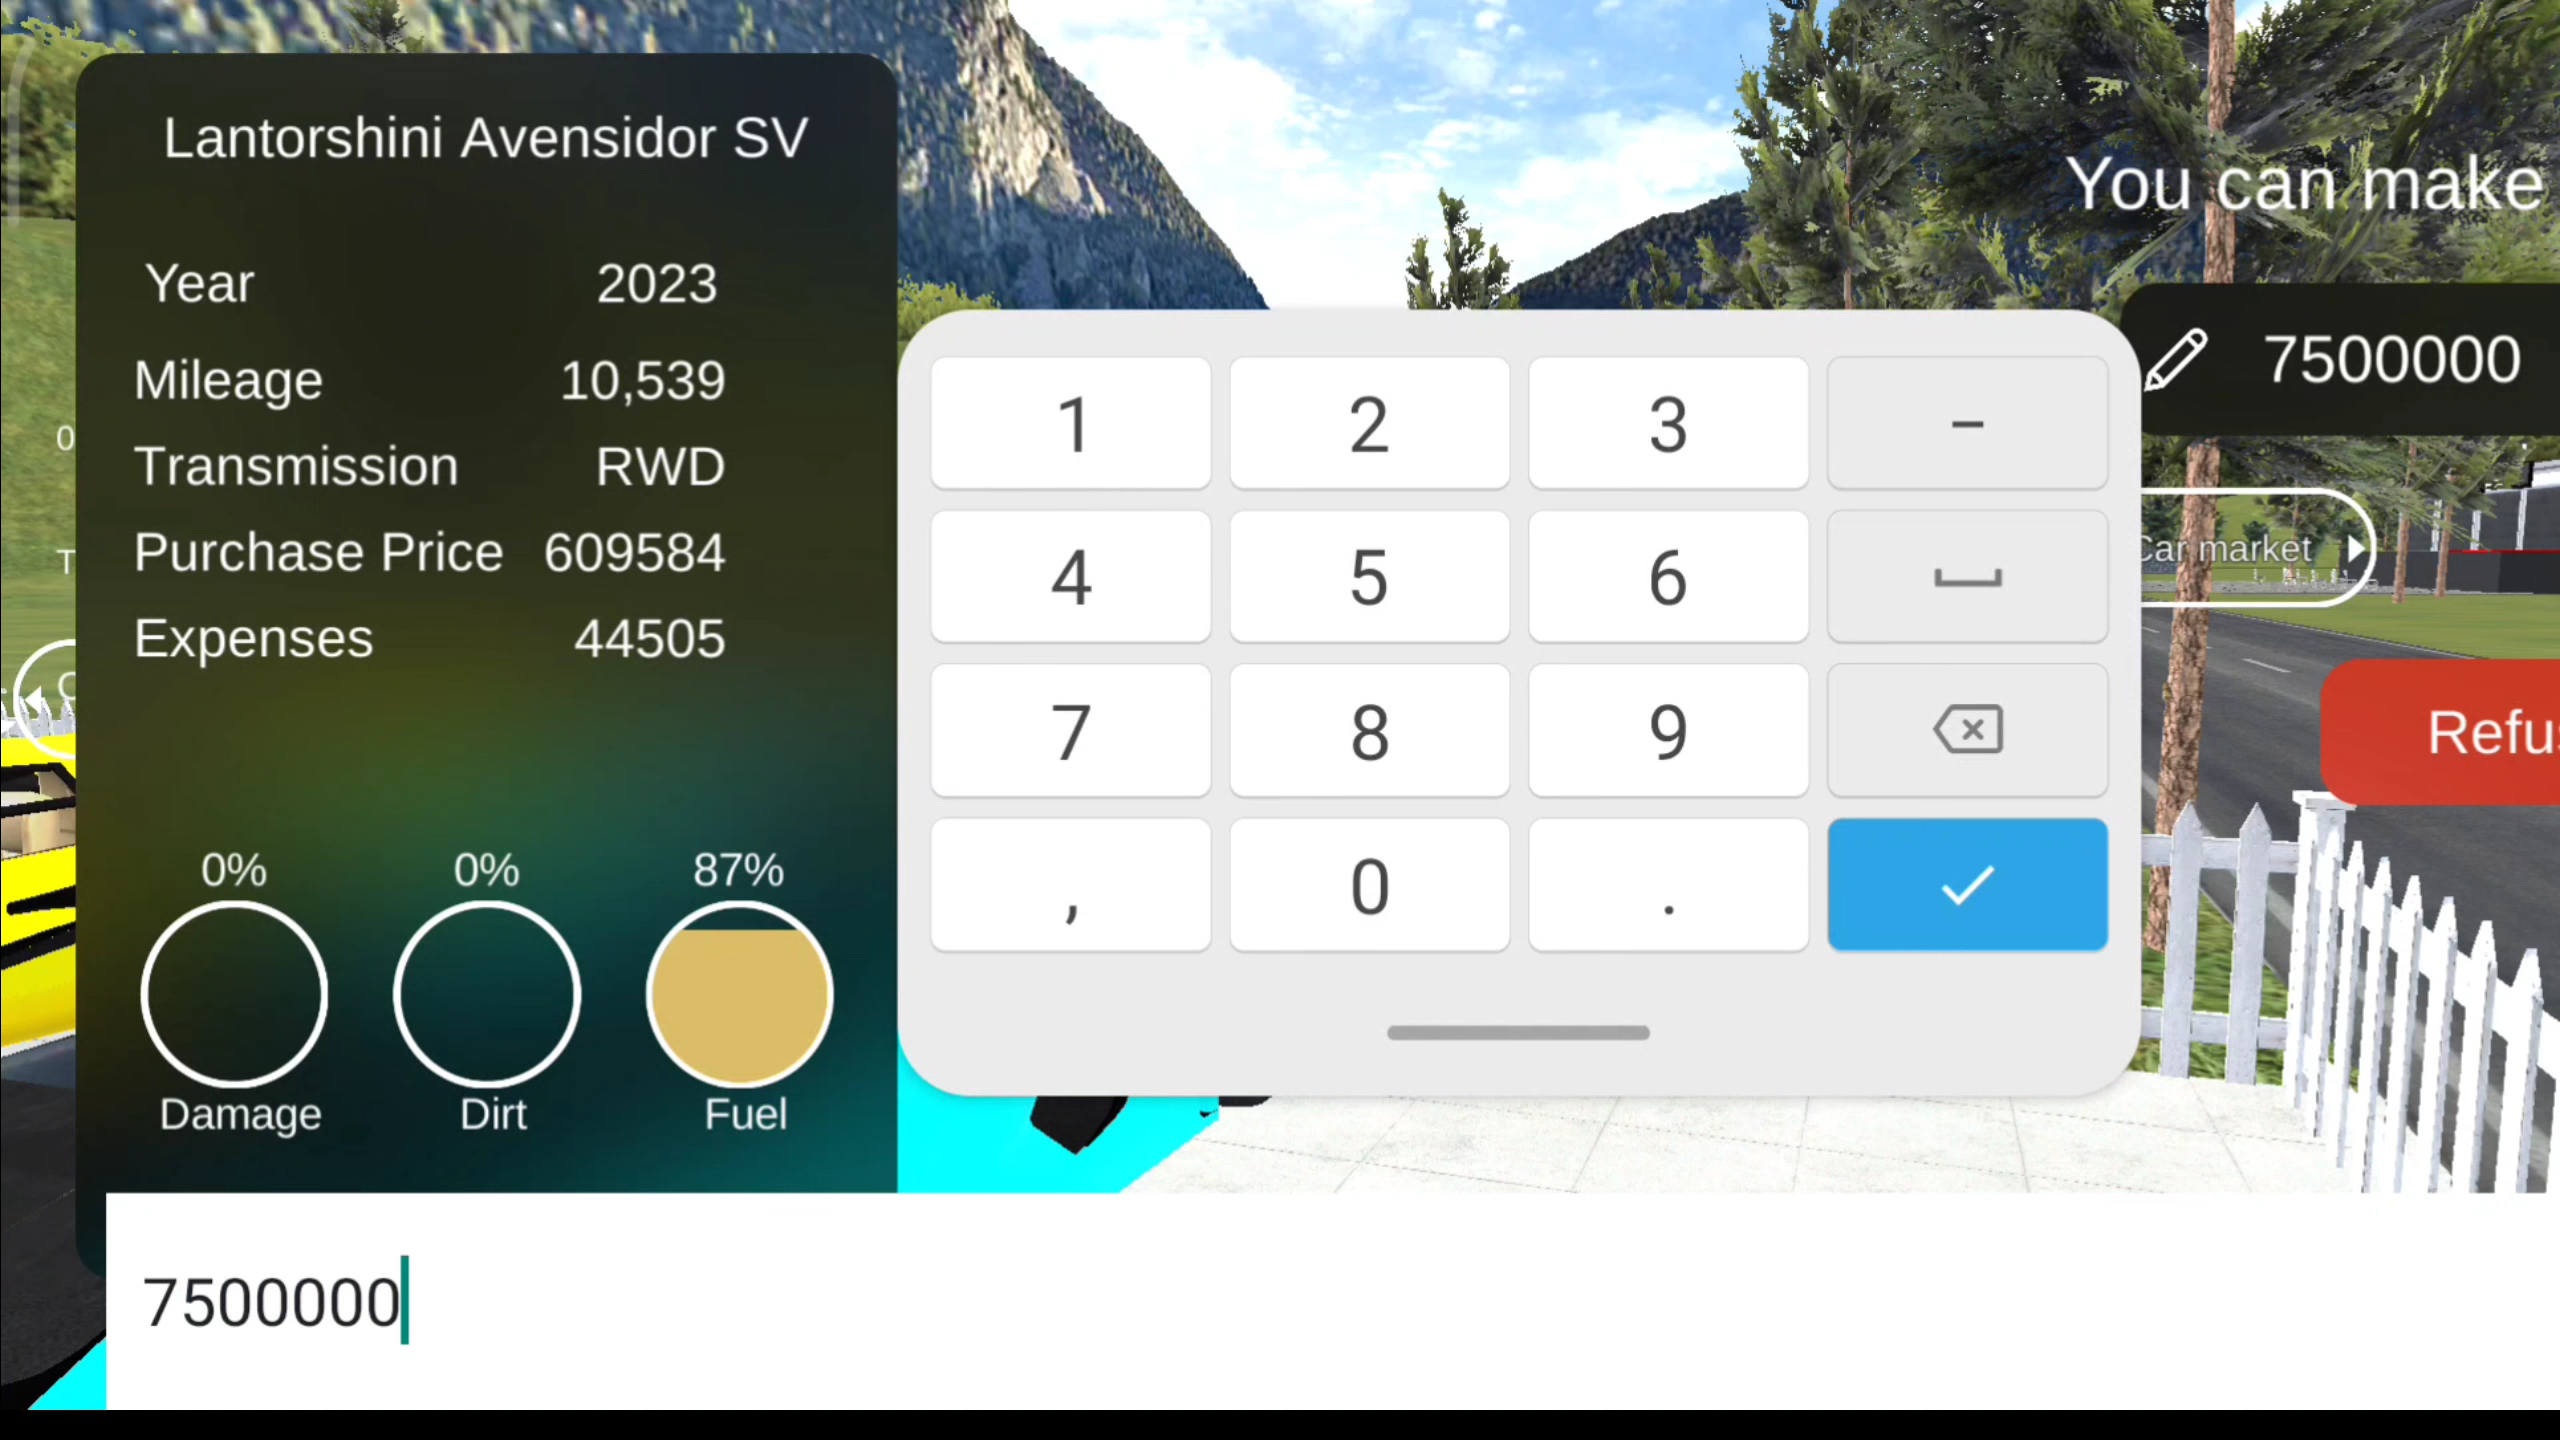 Lantorshini Avensidor SV
Year 2023
Mileage 10,539
Transmission RWD
Purchase Price 609584
Expenses 44505
0%
0%
87%
Damage
Dirt
Fuel
You can make
7500000
Car market
Refus
1 2 3 –
4 5 6
7 8 9
, 0 .
7500000